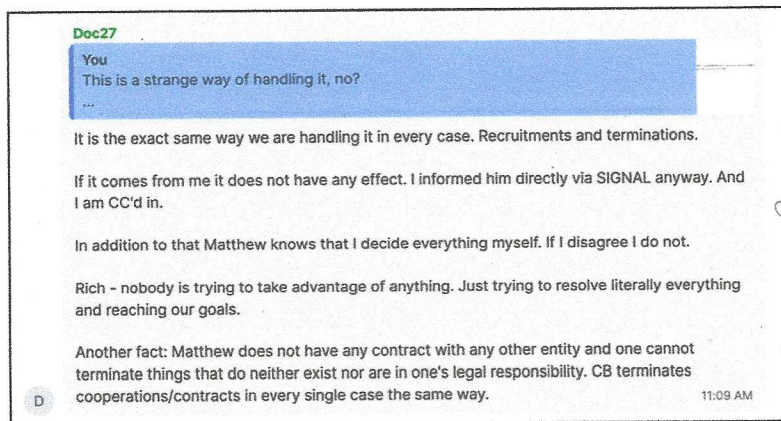 Doc27
You
This is a strange way of handling it, no?
...
It is the exact same way we are handling it in every case. Recruitments and terminations.
If it comes from me it does not have any effect. I informed him directly via SIGNAL anyway. And
I am CC'd in.
In addition to that Matthew knows that I decide everything myself. If I disagree I do not.
Rich - nobody is trying to take advantage of anything. Just trying to resolve literally everything
and reaching our goals.
Another fact: Matthew does not have any contract with any other entity and one cannot
terminate things that do neither exist nor are in one's legal responsibility. CB terminates
cooperations/contracts in every single case the same way.
11:09 AM
D